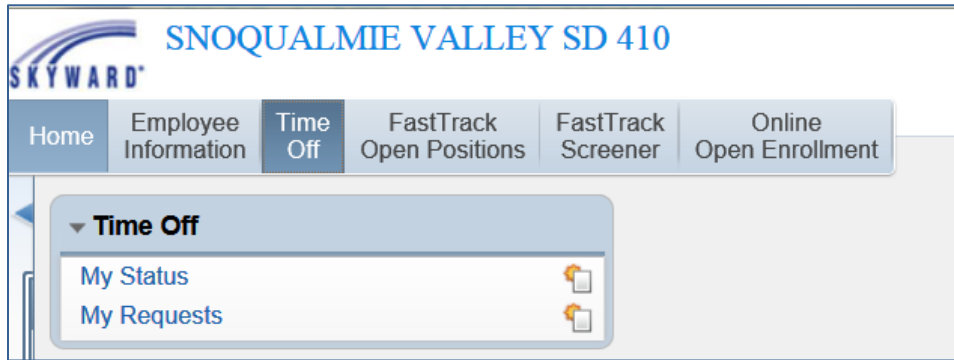 SNOQUALMIE VALLEY SD 410
SKYWARD
Home
Employee
Information
Time
Off
FastTrack
Open Positions
FastTrack
Screener
Online
Open Enrollment
Time Off
My Status
My Requests